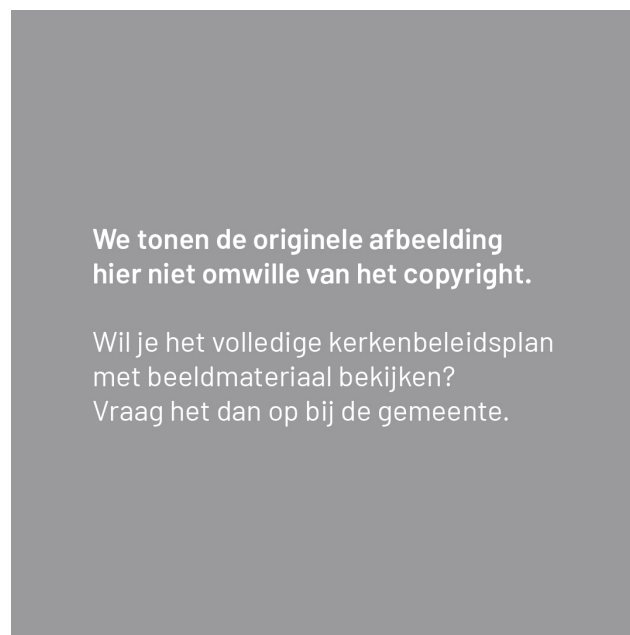 We tonen de originele afbeelding
hier niet omwille van het copyright.
Wil je het volledige kerkenbeleidsplan
met beeldmateriaal bekijken?
Vraag het dan op bij de gemeente.